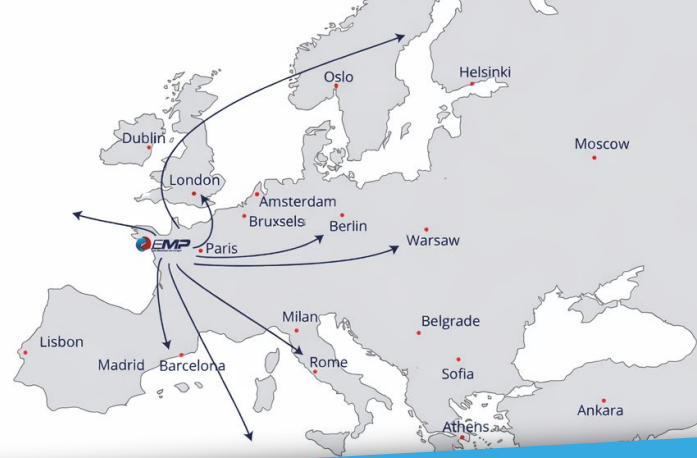 Oslo
Helsinki
Dublin
Moscow
London
Amsterdam
Bruxsels
Berlin
Warsaw
EMP
Paris
Milan
Belgrade
Lisbon
Madrid
Barcelona
Rome
Sofia
Ankara
Athens